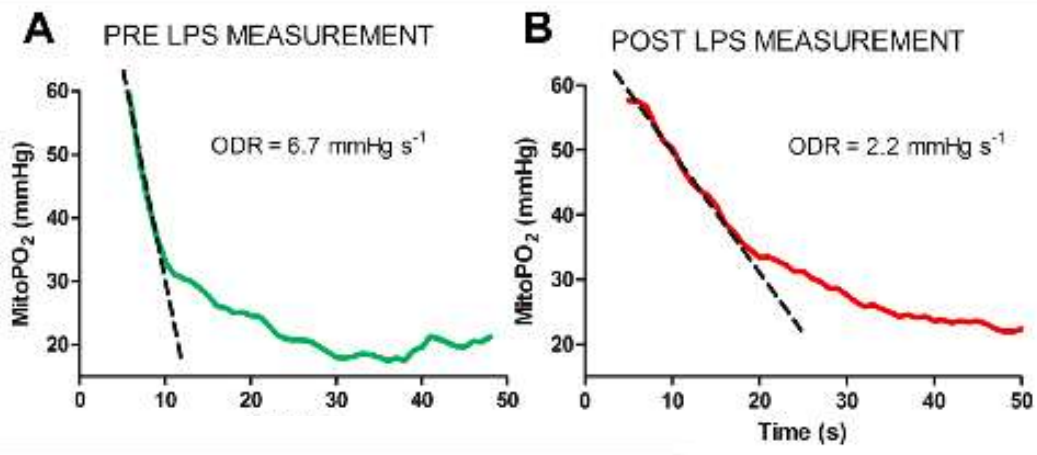 A PRE LPS MEASUREMENT
MitoPO2 (mmHg)
60
50
40
30
20
ODR = 6.7 mmHg s-1
0 10 20 30 40 50
B POST LPS MEASUREMENT
MitoPO2 (mmHg)
60
50
40
30
20
ODR = 2.2 mmHg s-1
0 10 20 30 40 50
Time (s)